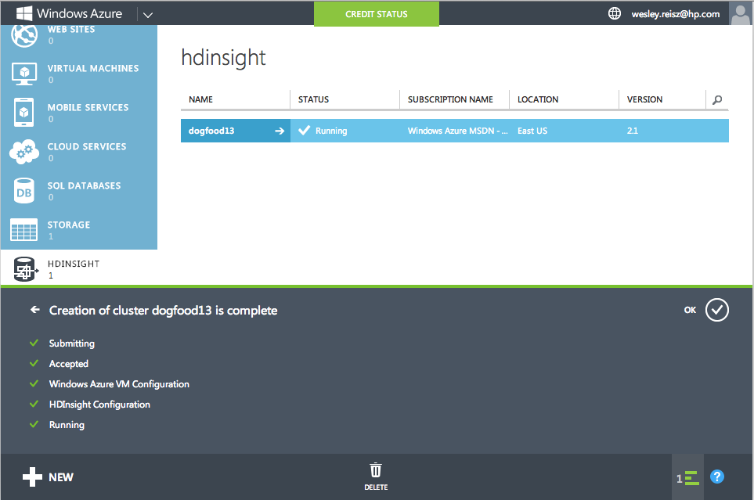 Windows Azure
CREDIT STATUS
wesley.reisz@hp.com
WEB SITES
0
VIRTUAL MACHINES
0
MOBILE SERVICES
0
CLOUD SERVICES
0
DB
SQL DATABASES
0
STORAGE
1
HDINSIGHT
1
hdinsight
NAME STATUS SUBSCRIPTION NAME LOCATION VERSION
dogfood13 → Running Windows Azure MSDN - ... East US 2.1
← Creation of cluster dogfood13 is complete
OK
Submitting
Accepted
Windows Azure VM Configuration
HDInsight Configuration
Running
NEW
DELETE
1
?